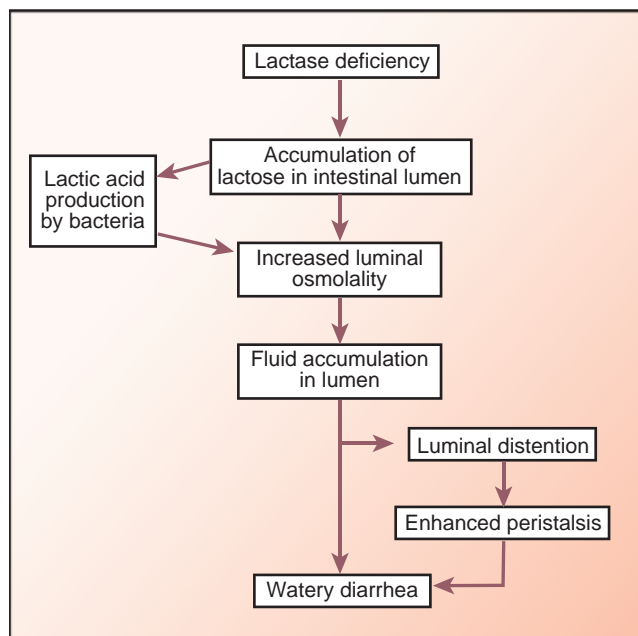 Lactase deficiency
Accumulation of
lactose in intestinal lumen
Lactic acid
production
by bacteria
Increased luminal
osmolality
Fluid accumulation
in lumen
Luminal distention
Enhanced peristalsis
Watery diarrhea